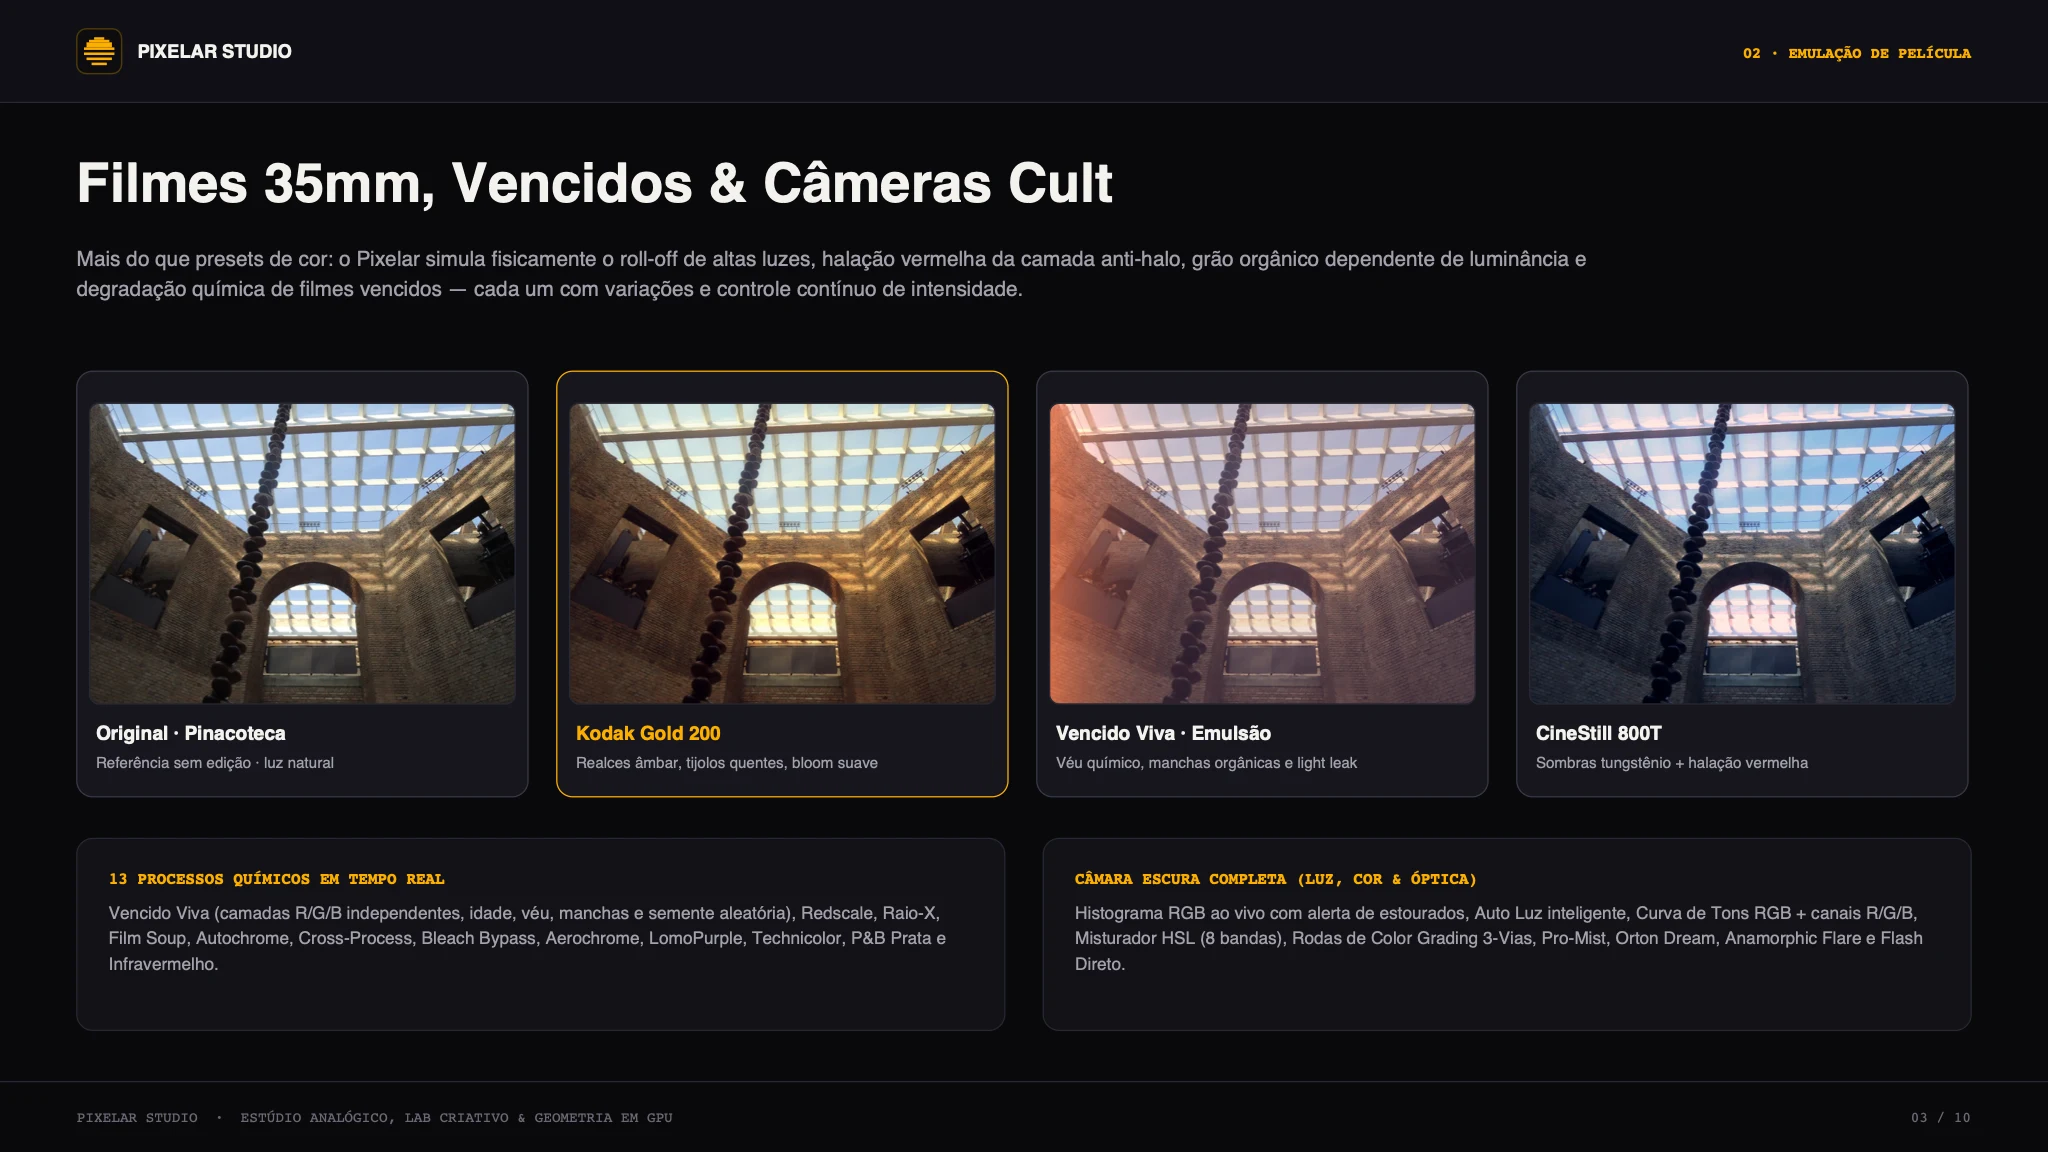 PIXELAR STUDIO
02 · EMULAÇÃO DE PELÍCULA
Filmes 35mm, Vencidos & Câmeras Cult
Mais do que presets de cor: o Pixelar simula fisicamente o roll-off de altas luzes, halação vermelha da camada anti-halo, grão orgânico dependente de luminância e
degradação química de filmes vencidos — cada um com variações e controle contínuo de intensidade.
Original · Pinacoteca
Referência sem edição · luz natural
Kodak Gold 200
Realces âmbar, tijolos quentes, bloom suave
Vencido Viva · Emulsão
Véu químico, manchas orgânicas e light leak
CineStill 800T
Sombras tungstênio + halação vermelha
13 PROCESSOS QUÍMICOS EM TEMPO REAL
Vencido Viva (camadas R/G/B independentes, idade, véu, manchas e semente aleatória), Redscale, Raio-X,
Film Soup, Autochrome, Cross-Process, Bleach Bypass, Aerochrome, LomoPurple, Technicolor, P&B Prata e
Infravermelho.
CÂMARA ESCURA COMPLETA (LUZ, COR & ÓPTICA)
Histograma RGB ao vivo com alerta de estourados, Auto Luz inteligente, Curva de Tons RGB + canais R/G/B,
Misturador HSL (8 bandas), Rodas de Color Grading 3-Vias, Pro-Mist, Orton Dream, Anamorphic Flare e Flash
Direto.
PIXELAR STUDIO · ESTÚDIO ANALÓGICO, LAB CRIATIVO & GEOMETRIA EM GPU
03 / 10